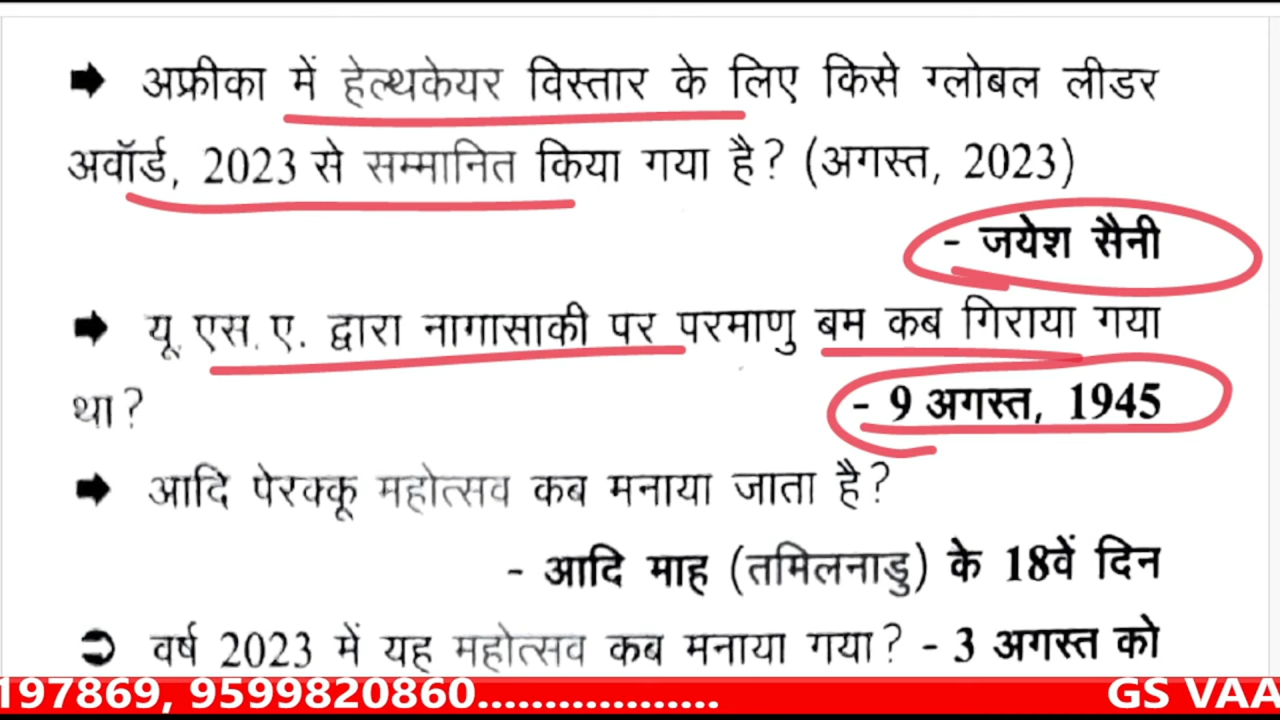 ➡ अफ्रीका में हेल्थकेयर विस्तार के लिए किसे ग्लोबल लीडर
अवॉर्ड, 2023 से सम्मानित किया गया है? (अगस्त, 2023)
- जयेश सैनी
➡ यू. एस. ए. द्वारा नागासाकी पर परमाणु बम कब गिराया गया
था?
- 9 अगस्त, 1945
➡ आदि पेरक्कू महोत्सव कब मनाया जाता है?
- आदि माह (तमिलनाडु) के 18वें दिन
➲ वर्ष 2023 में यह महोत्सव कब मनाया गया? - 3 अगस्त को
197869, 9599820860..................
GS VAA